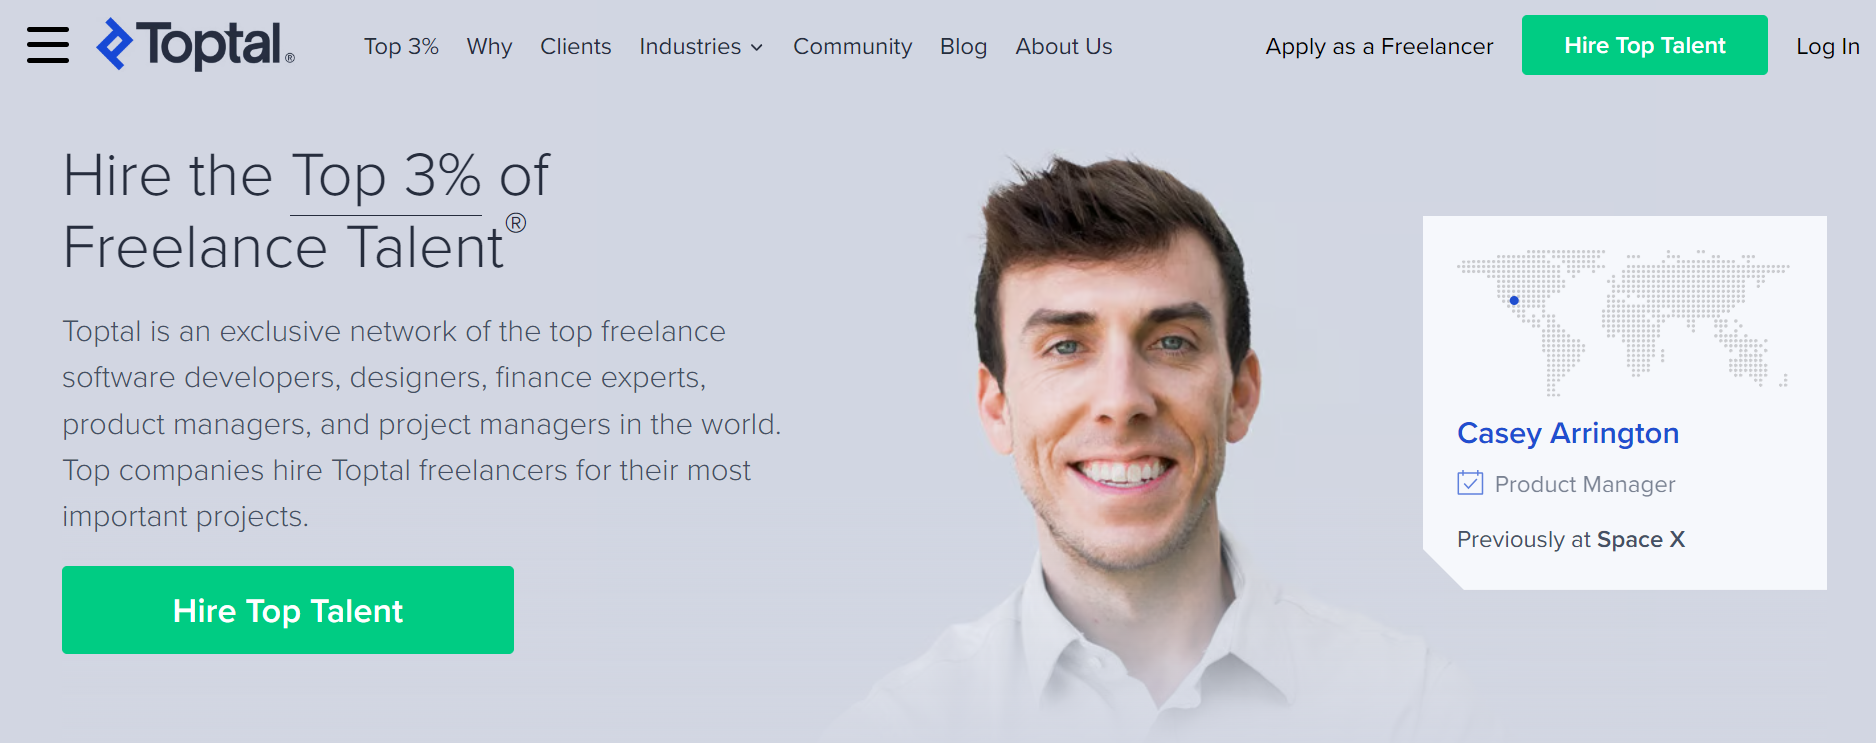 Toptal®
Top 3%
Why
Clients
Industries
Community
Blog
About Us
Apply as a Freelancer
Hire Top Talent
Log In
Hire the Top 3% of
Freelance Talent®
Toptal is an exclusive network of the top freelance
software developers, designers, finance experts,
product managers, and project managers in the world.
Top companies hire Toptal freelancers for their most
important projects.
Hire Top Talent
Casey Arrington
Product Manager
Previously at Space X